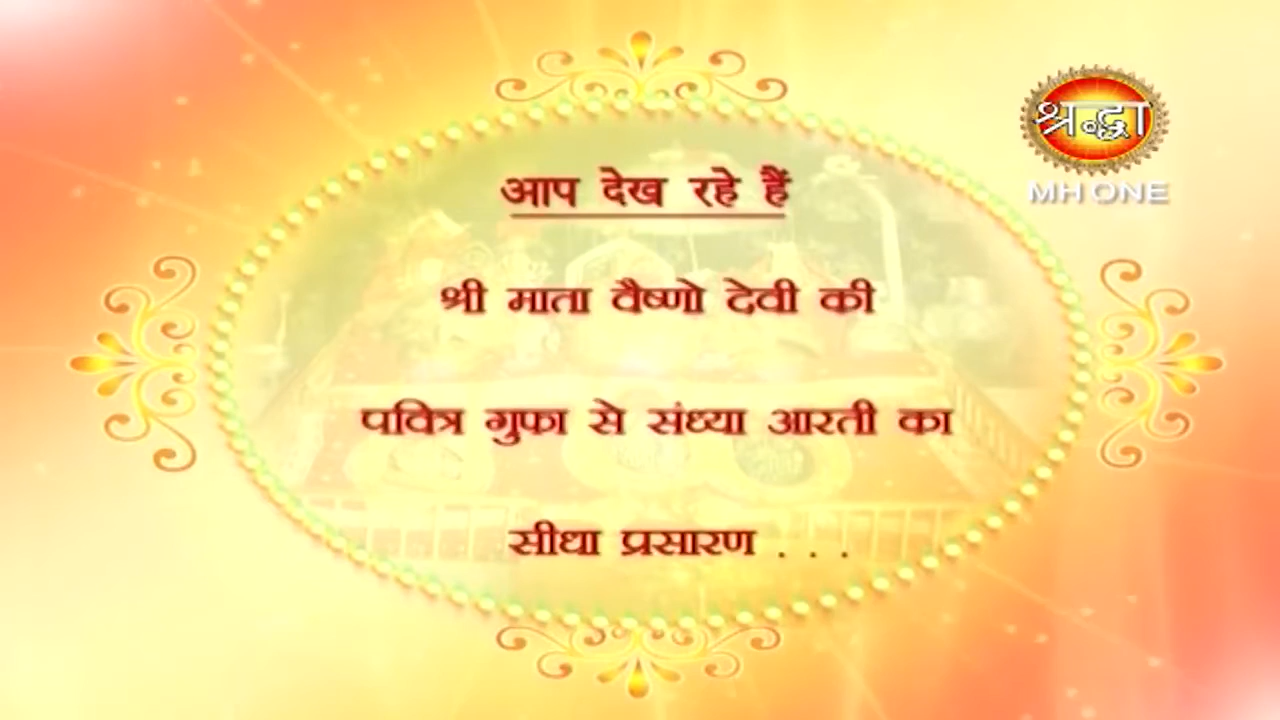 श्रद्धा
MH ONE
आप देख रहे हैं
श्री माता वैष्णो देवी की
पवित्र गुफा से संध्या आरती का
सीधा प्रसारण . . .